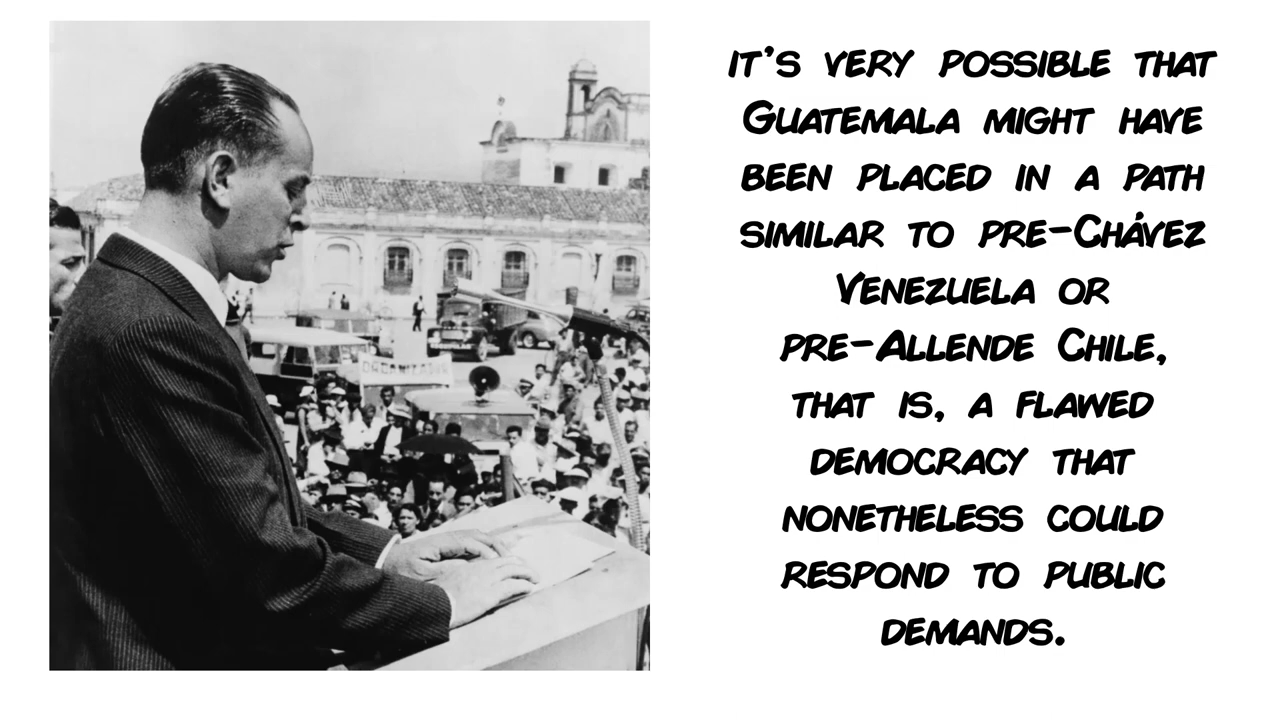 ORGANIZAD
IT'S VERY POSSIBLE THAT
GUATEMALA MIGHT HAVE
BEEN PLACED IN A PATH
SIMILAR TO PRE-CHÁVEZ
VENEZUELA OR
PRE-ALLENDE CHILE,
THAT IS, A FLAWED
DEMOCRACY THAT
NONETHELESS COULD
RESPOND TO PUBLIC
DEMANDS.